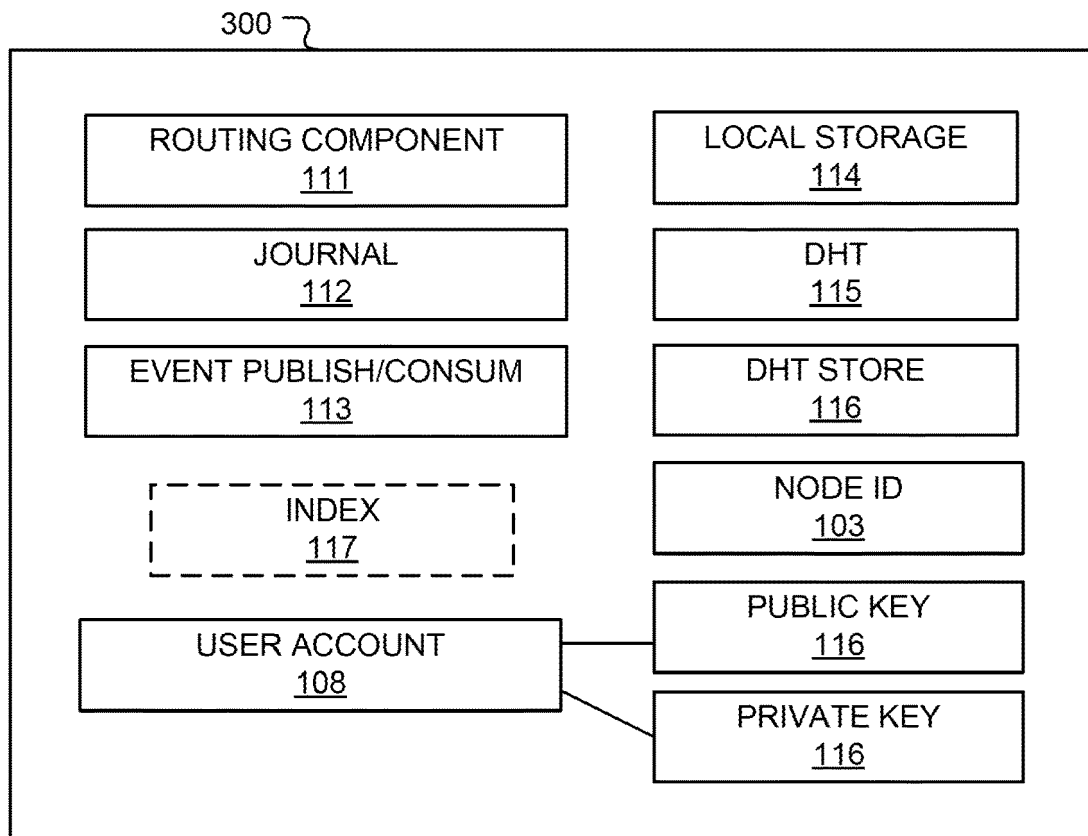 300
ROUTING COMPONENT
111
LOCAL STORAGE
114
JOURNAL
112
DHT
115
EVENT PUBLISH/CONSUM
113
DHT STORE
116
INDEX
117
NODE ID
103
USER ACCOUNT
108
PUBLIC KEY
116
PRIVATE KEY
116